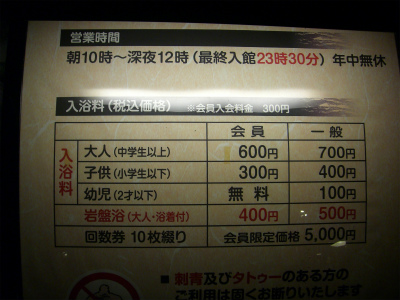 営業時間
朝10時〜深夜12時（最終入館23時30分）年中無休
入浴料（税込価格） ※会員入会料金 300円
会員 一般
入浴料
大人（中学生以上） 600円 700円
子供（小学生以下） 300円 400円
幼児（2才以下） 無料 100円
岩盤浴（大人・浴着付） 400円 500円
回数券 10枚綴り 会員限定価格 5,000円
■ 刺青及びタトゥーのある方の
ご利用は固くお断りいたします